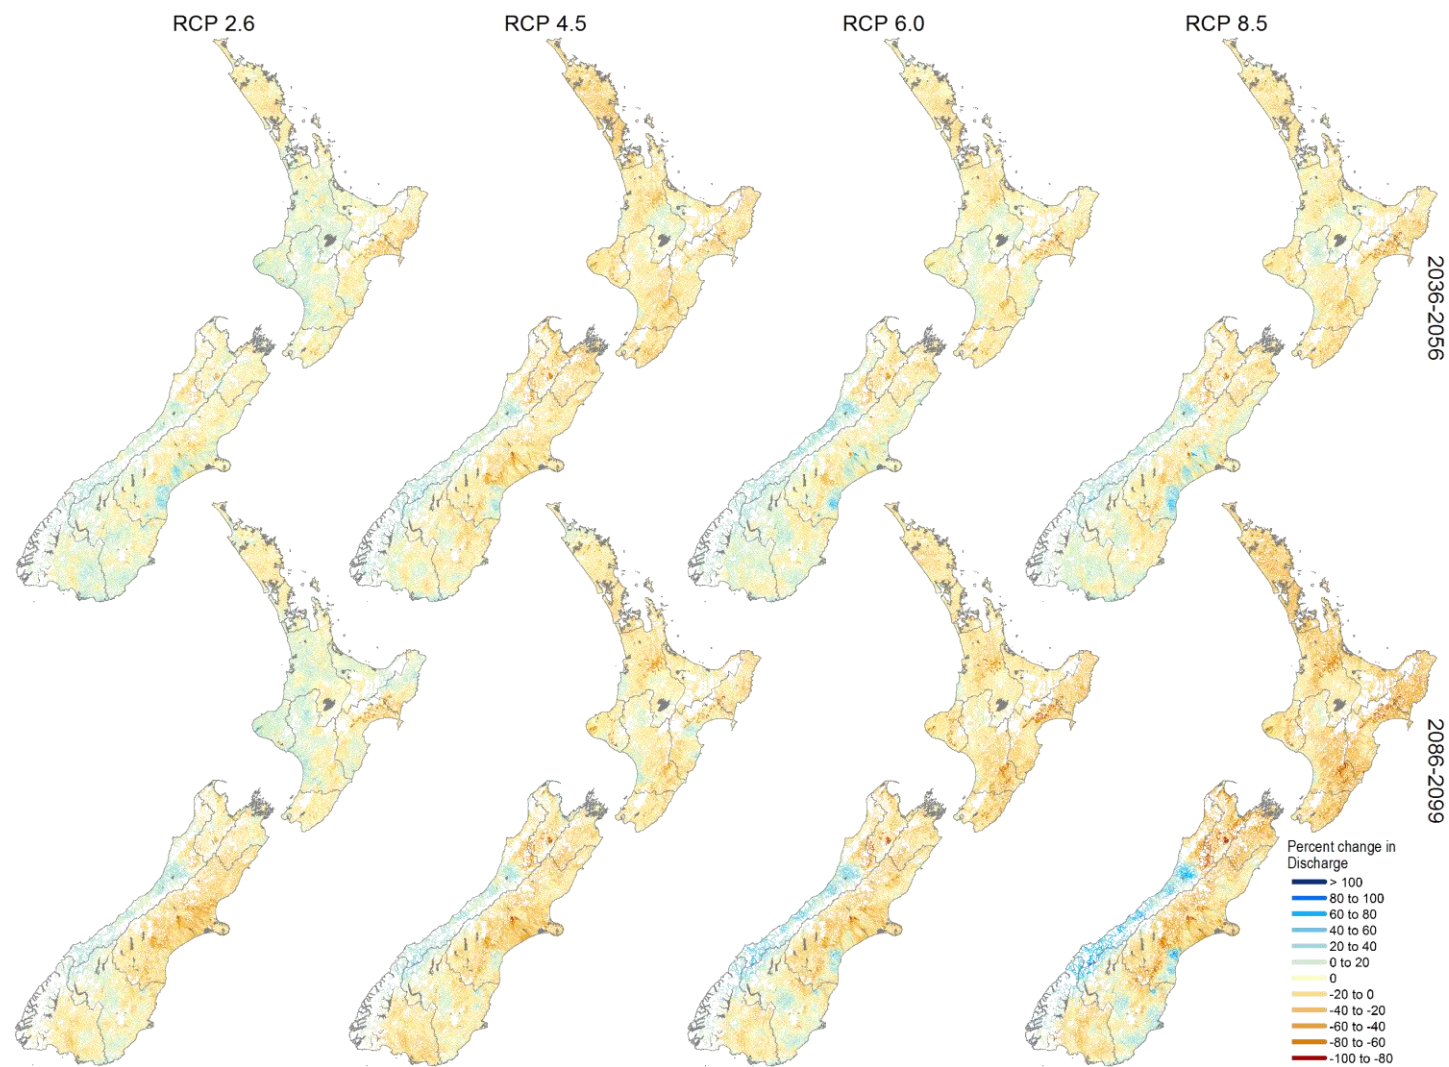 RCP 2.6
RCP 4.5
RCP 6.0
RCP 8.5
2036-2056
2086-2099
Percent change in
Discharge
> 100
80 to 100
60 to 80
40 to 60
20 to 40
0 to 20
0
-20 to 0
-40 to -20
-60 to -40
-80 to -60
-100 to -80